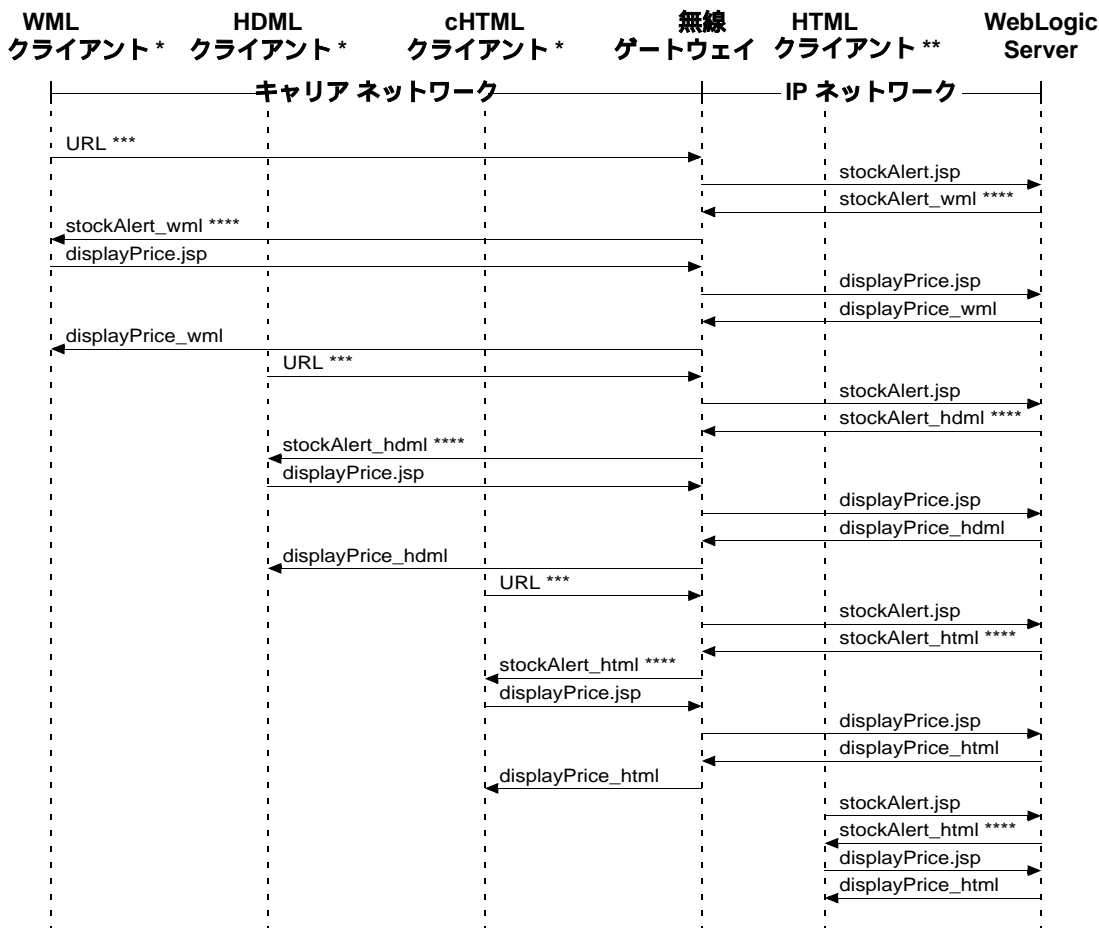 WML HDML cHTML 無線 HTML WebLogic
クライアント * クライアント * クライアント * ゲートウェイ クライアント ** Server
キャリア ネットワーク IP ネットワーク
URL ***
stockAlert.jsp
stockAlert_wml ****
stockAlert_wml ****
displayPrice.jsp
displayPrice.jsp
displayPrice_wml
displayPrice_wml
URL ***
stockAlert.jsp
stockAlert_hdml ****
stockAlert_hdml ****
displayPrice.jsp
displayPrice.jsp
displayPrice_hdml
displayPrice_hdml
URL ***
stockAlert.jsp
stockAlert_html ****
stockAlert_html ****
displayPrice.jsp
displayPrice.jsp
displayPrice_html
displayPrice_html
stockAlert.jsp
stockAlert_html ****
displayPrice.jsp
displayPrice_html